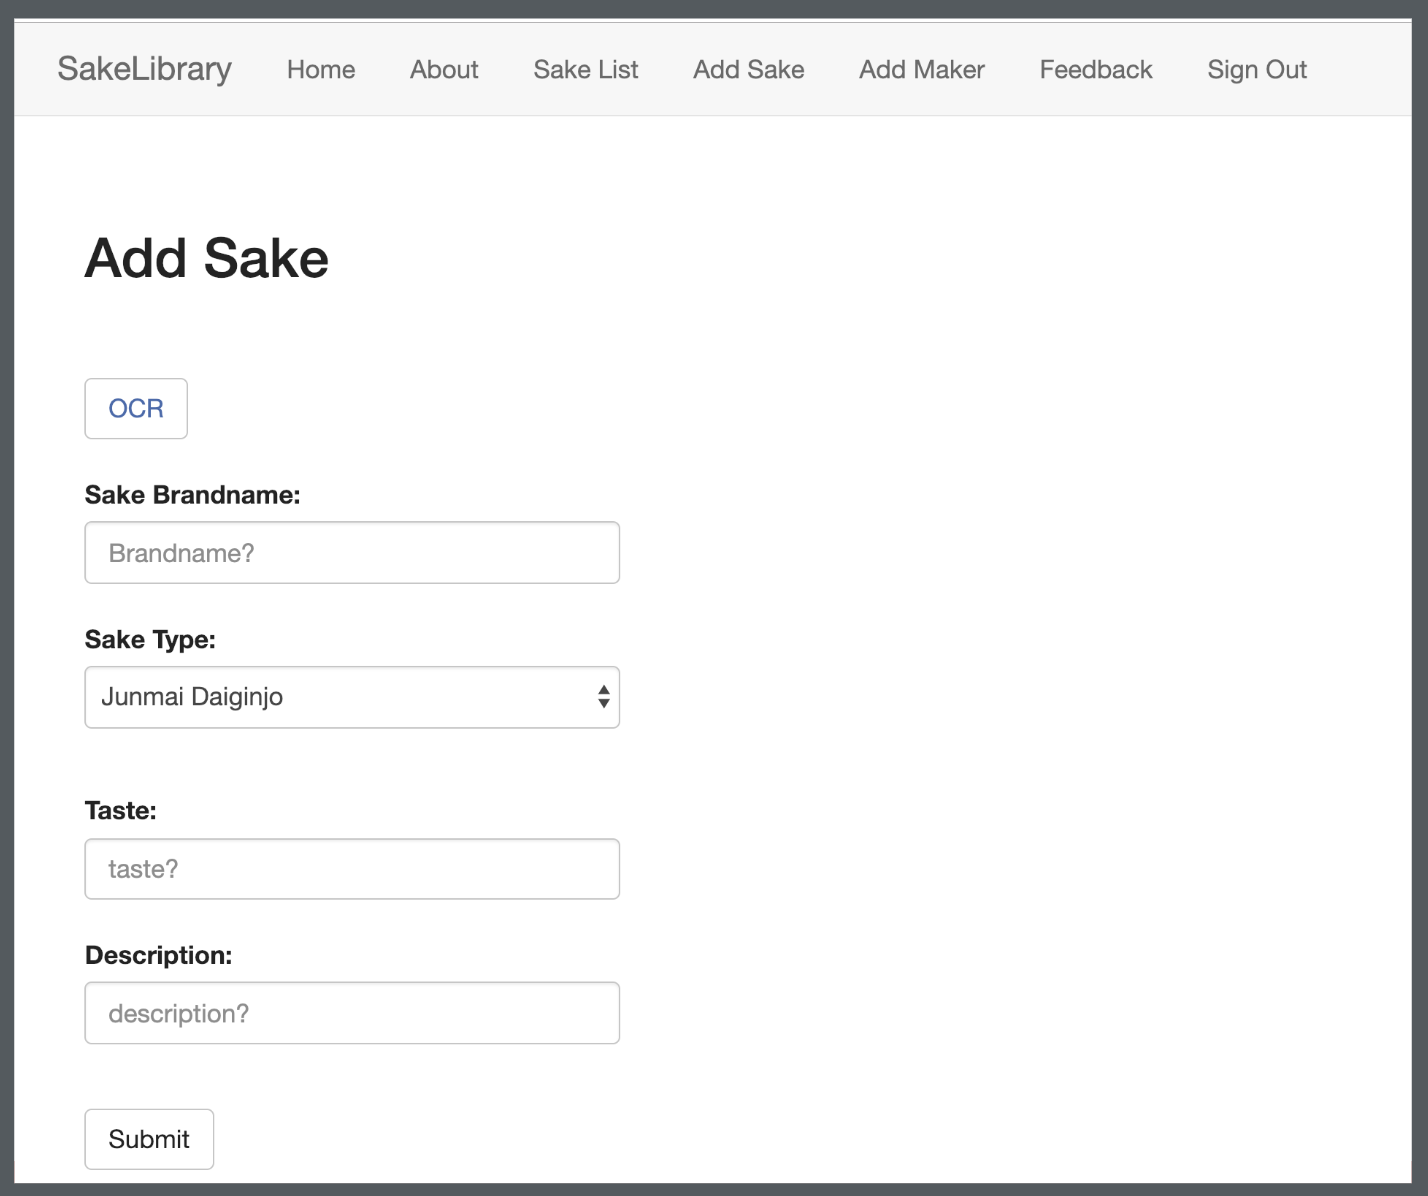 SakeLibrary Home About Sake List Add Sake Add Maker Feedback Sign Out
Add Sake
OCR
Sake Brandname:
Brandname?
Sake Type:
Junmai Daiginjo
Taste:
taste?
Description:
description?
Submit